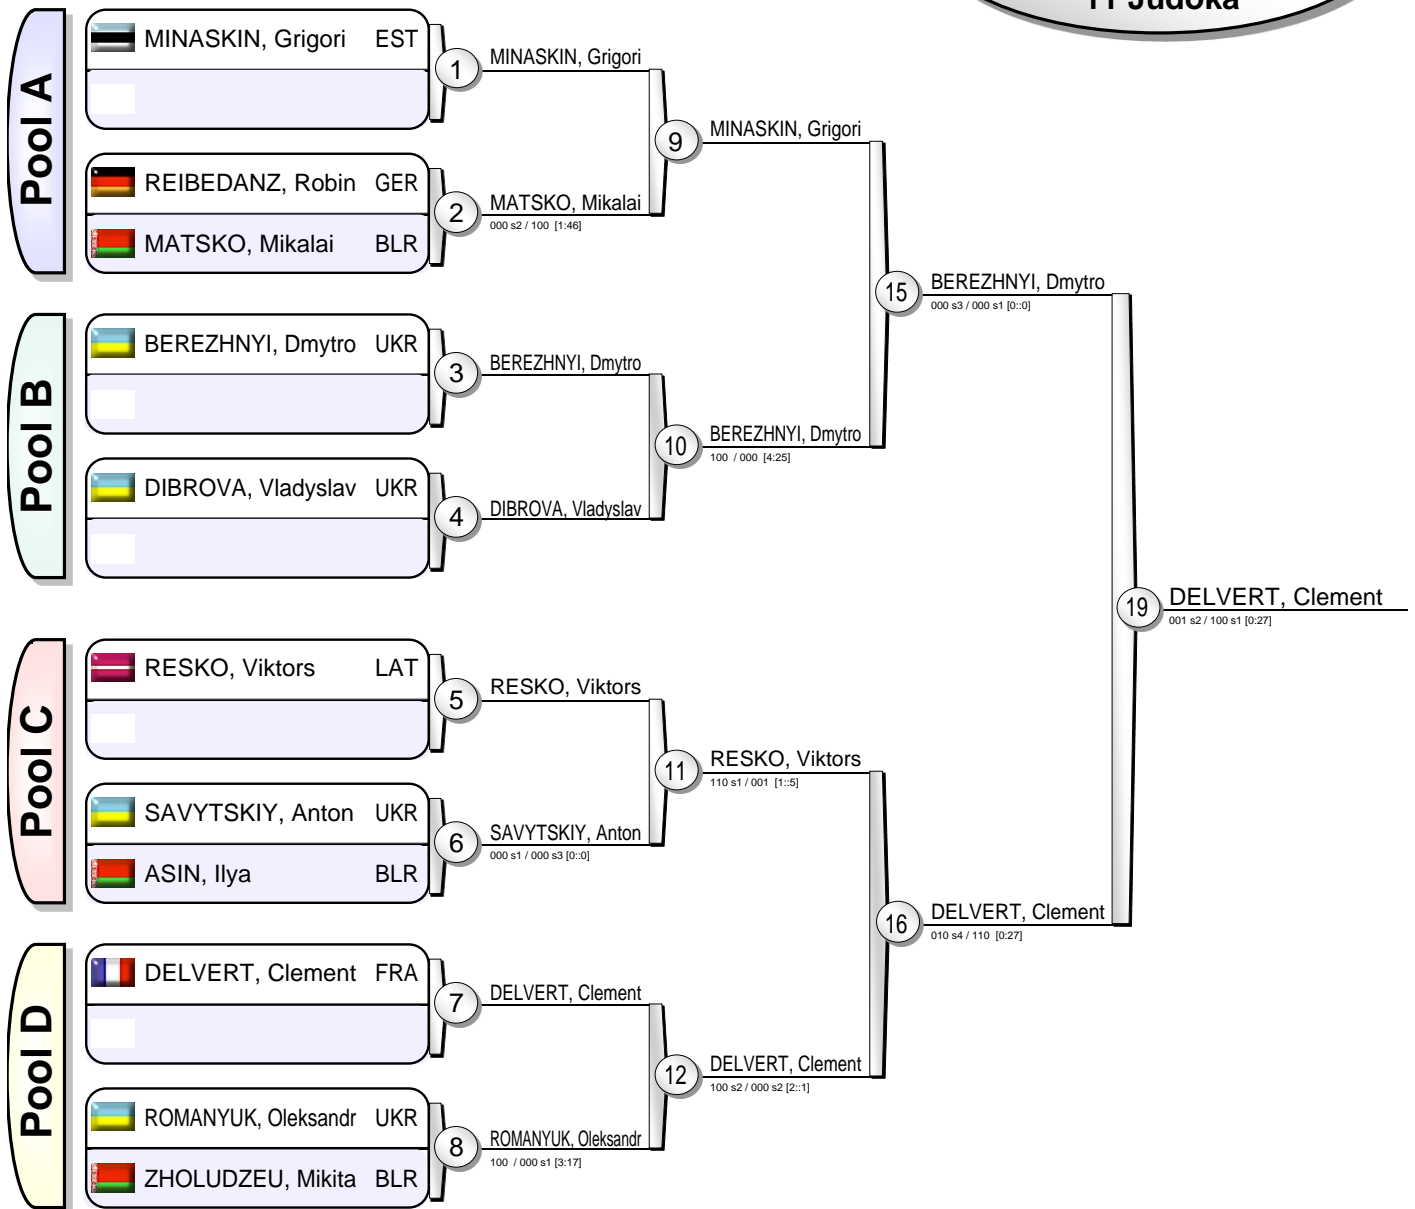 11 Judoka
Pool A
MINASKIN, Grigori EST
1
MINASKIN, Grigori
REIBEDANZ, Robin GER
MATSKO, Mikalai BLR
2
MATSKO, Mikalai
000 s2 / 100 [1:46]
9
MINASKIN, Grigori
Pool B
BEREZHNYI, Dmytro UKR
3
BEREZHNYI, Dmytro
DIBROVA, Vladyslav UKR
4
DIBROVA, Vladyslav
10
BEREZHNYI, Dmytro
100 / 000 [4:25]
15
BEREZHNYI, Dmytro
000 s3 / 000 s1 [0::0]
Pool C
RESKO, Viktors LAT
5
RESKO, Viktors
SAVYTSKIY, Anton UKR
ASIN, Ilya BLR
6
SAVYTSKIY, Anton
000 s1 / 000 s3 [0::0]
11
RESKO, Viktors
110 s1 / 001 [1::5]
Pool D
DELVERT, Clement FRA
7
DELVERT, Clement
ROMANYUK, Oleksandr UKR
ZHOLUDZEU, Mikita BLR
8
ROMANYUK, Oleksandr
100 / 000 s1 [3:17]
12
DELVERT, Clement
100 s2 / 000 s2 [2::1]
16
DELVERT, Clement
010 s4 / 110 [0:27]
19
DELVERT, Clement
001 s2 / 100 s1 [0:27]